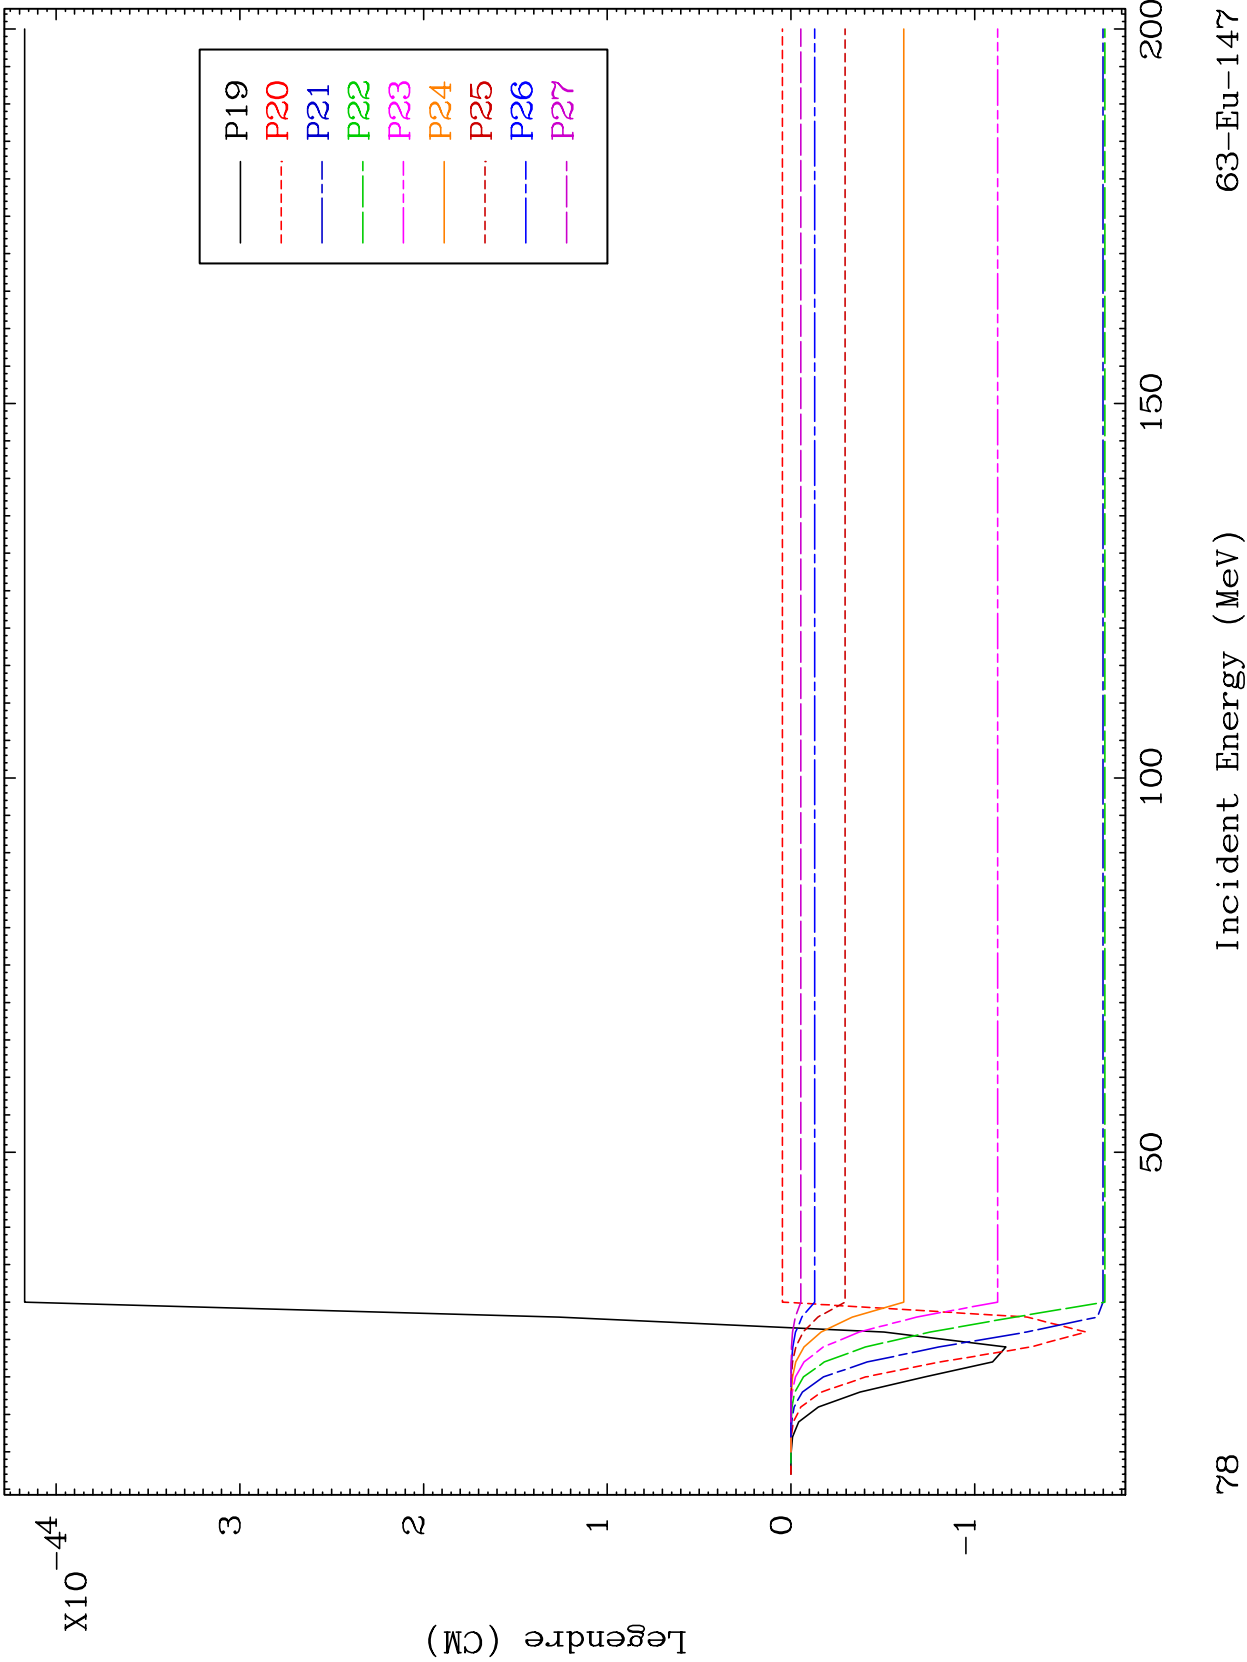 X10⁻⁴
4
3
2
1
0
-1
Legendre (CM)
P19
P20
P21
P22
P23
P24
P25
P26
P27
50 100 150 200
78 Incident Energy (MeV) 63-Eu-147